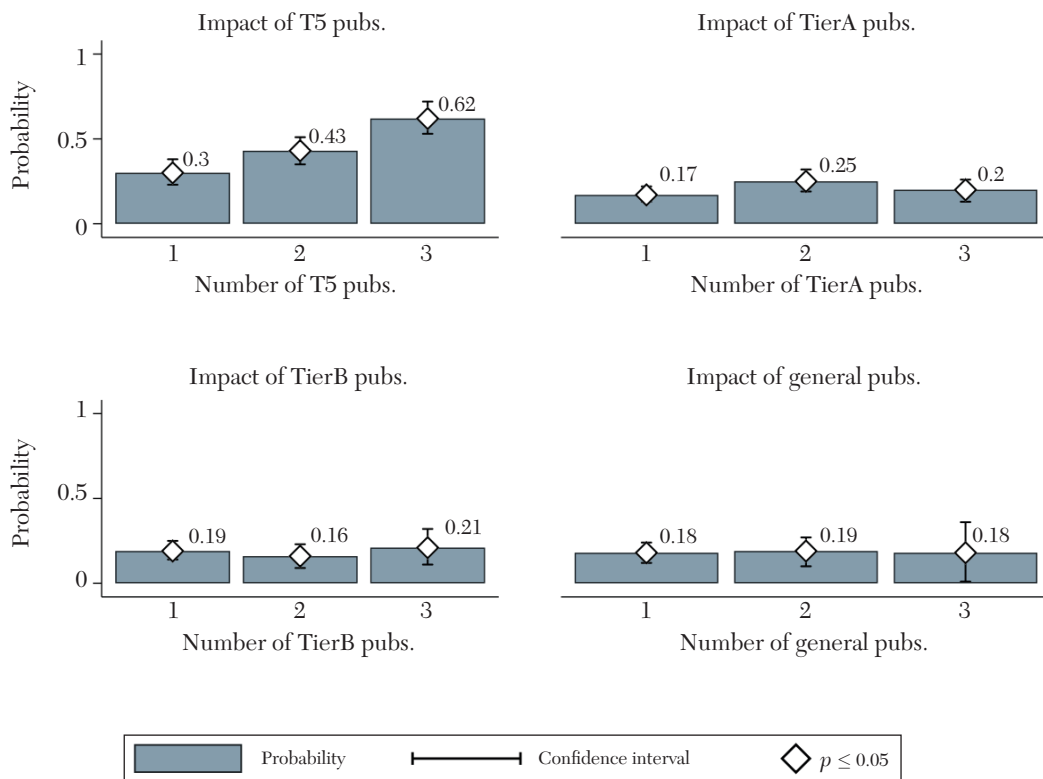 Impact of T5 pubs.
Probability
1
0.5
0
0.3
0.43
0.62
1 2 3
Number of T5 pubs.
Impact of TierA pubs.
0.17
0.25
0.2
1 2 3
Number of TierA pubs.
Impact of TierB pubs.
Probability
1
0.5
0
0.19
0.16
0.21
1 2 3
Number of TierB pubs.
Impact of general pubs.
0.18
0.19
0.18
1 2 3
Number of general pubs.
Probability Confidence interval p ≤ 0.05